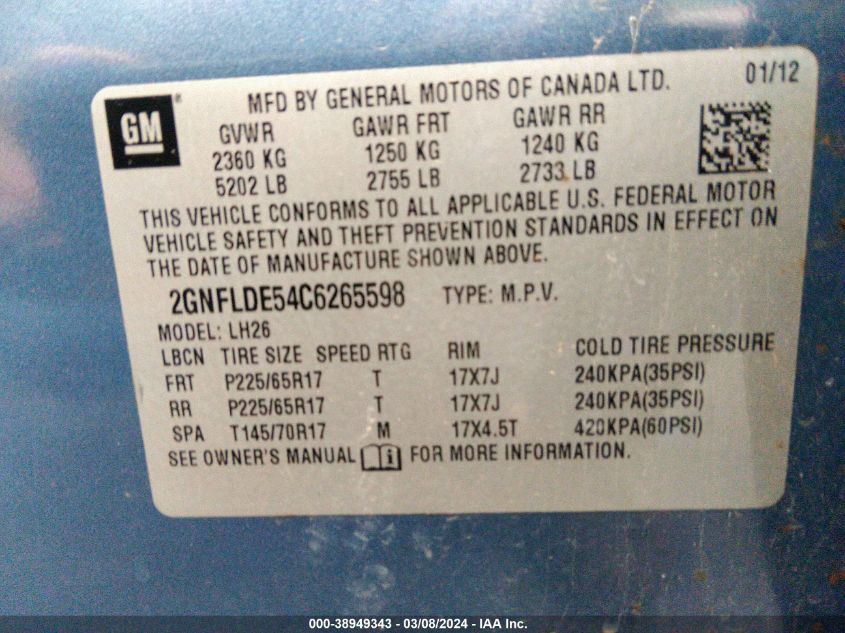 GM
MFD BY GENERAL MOTORS OF CANADA LTD. 01/12
GVWR GAWR FRT GAWR RR
2360 KG 1250 KG 1240 KG
5202 LB 2755 LB 2733 LB
THIS VEHICLE CONFORMS TO ALL APPLICABLE U.S. FEDERAL MOTOR
VEHICLE SAFETY AND THEFT PREVENTION STANDARDS IN EFFECT ON
THE DATE OF MANUFACTURE SHOWN ABOVE.
2GNFLDE54C6265598 TYPE: M.P.V.
MODEL: LH26
LBCN TIRE SIZE SPEED RTG RIM COLD TIRE PRESSURE
FRT P225/65R17 T 17X7J 240KPA(35PSI)
RR P225/65R17 T 17X7J 240KPA(35PSI)
SPA T145/70R17 M 17X4.5T 420KPA(60PSI)
SEE OWNER'S MANUAL FOR MORE INFORMATION.
000-38949343 - 03/08/2024 - IAA Inc.